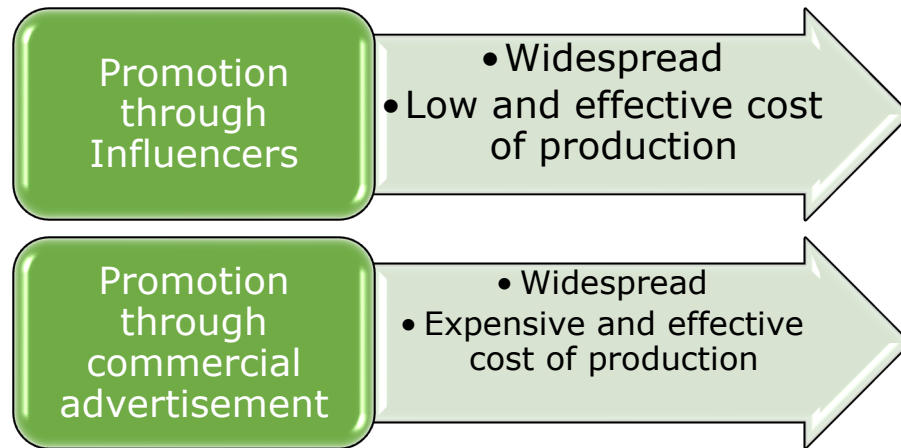 Promotion
through
Influencers
• Widespread
• Low and effective cost
of production
Promotion
through
commercial
advertisement
• Widespread
• Expensive and effective
cost of production